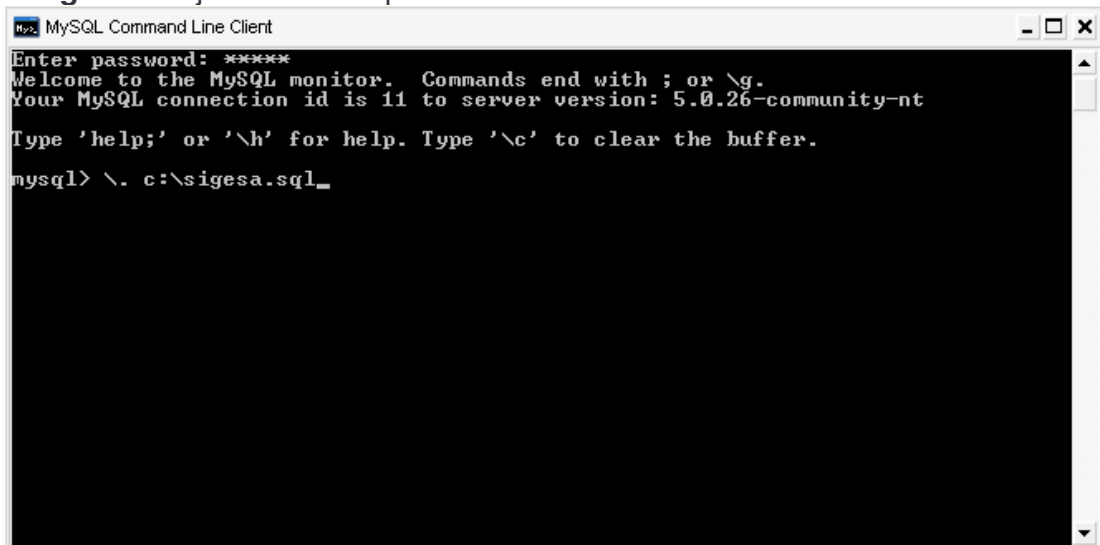 MySQL Command Line Client
Enter password: *****
Welcome to the MySQL monitor.  Commands end with ; or \g.
Your MySQL connection id is 11 to server version: 5.0.26-community-nt
Type 'help;' or '\h' for help. Type '\c' to clear the buffer.
mysql> \. c:\sigesa.sql_